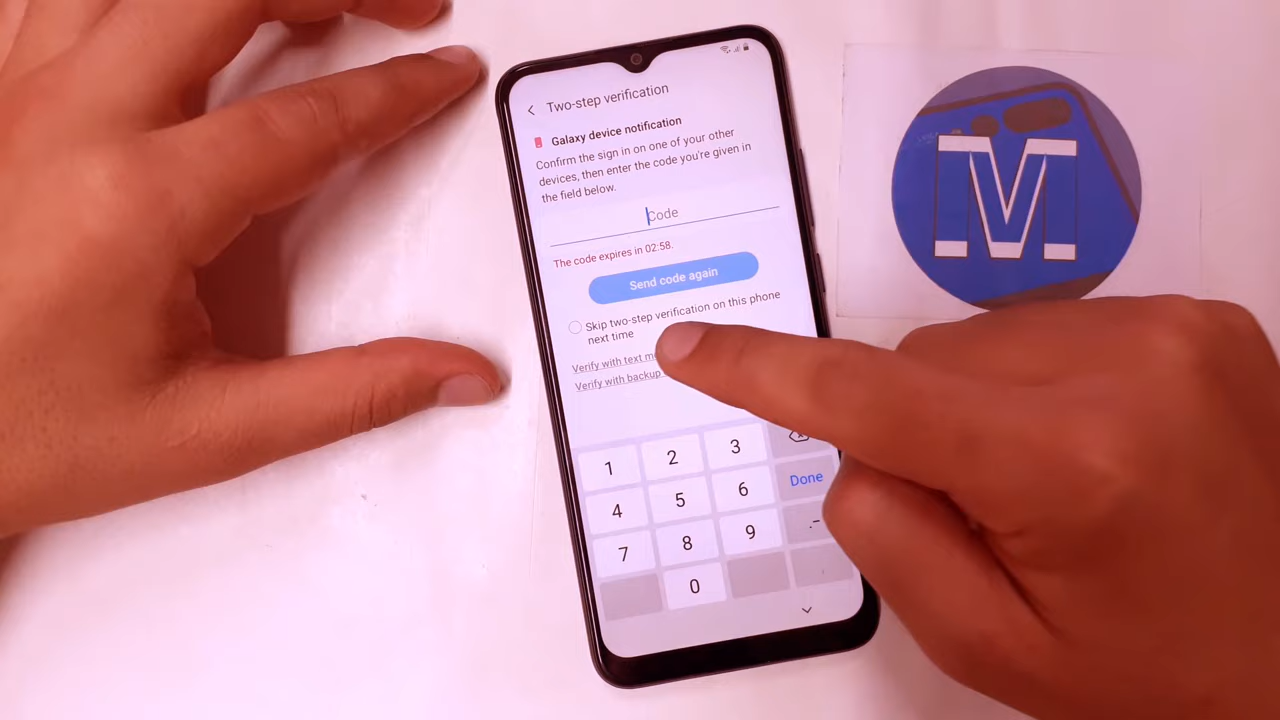 Two-step verification
Galaxy device notification
Confirm the sign in on one of your other
devices, then enter the code you're given in
the field below.
Code
The code expires in 02:58.
Send code again
Skip two-step verification on this phone
next time
Verify with text
Verify with backup
1 2 3
4 5 6 Done
7 8 9 .-
0
M